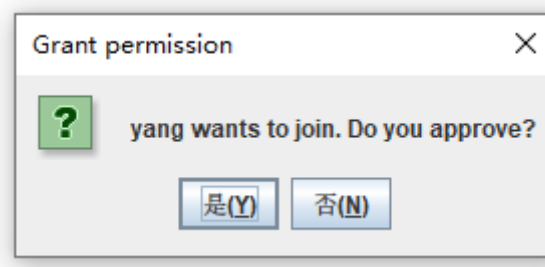 Grant permission
yang wants to join. Do you approve?
是(Y) 否(N)